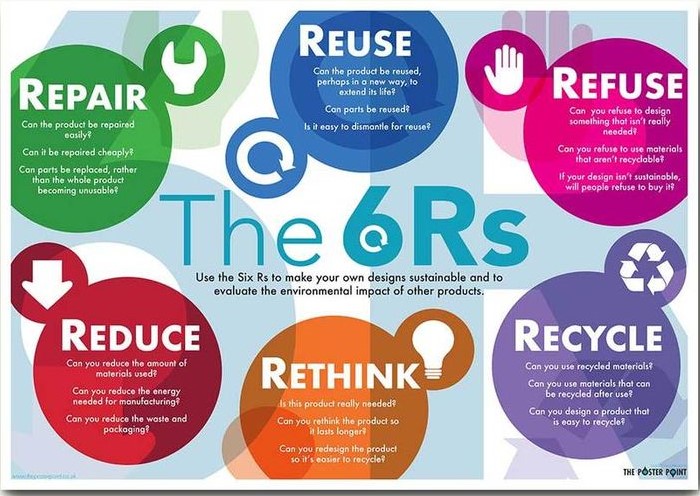 REPAIR
Can the product be repaired
easily?
Can it be repaired cheaply?
Can parts be replaced, rather
than the whole product
becoming unusable?
REUSE
Can the product be reused,
perhaps in a new way, to
extend its life?
Can parts be reused?
Is it easy to dismantle for reuse?
REFUSE
Can you refuse to design
something that isn't really
needed?
Can you refuse to use materials
that aren't recyclable?
If your design isn't sustainable,
will people refuse to buy it?
The 6Rs
Use the Six Rs to make your own designs sustainable and to
evaluate the environmental impact of other products.
REDUCE
Can you reduce the amount of
materials used?
Can you reduce the energy
needed for manufacturing?
Can you reduce the waste and
packaging?
RETHINK
Is this product really needed?
Can you rethink the product so
it lasts longer?
Can you redesign the product
so it's easier to recycle?
RECYCLE
Can you use recycled materials?
Can you use materials that can
be recycled after use?
Can you design a product that
is easy to recycle?
THE POSTER POINT